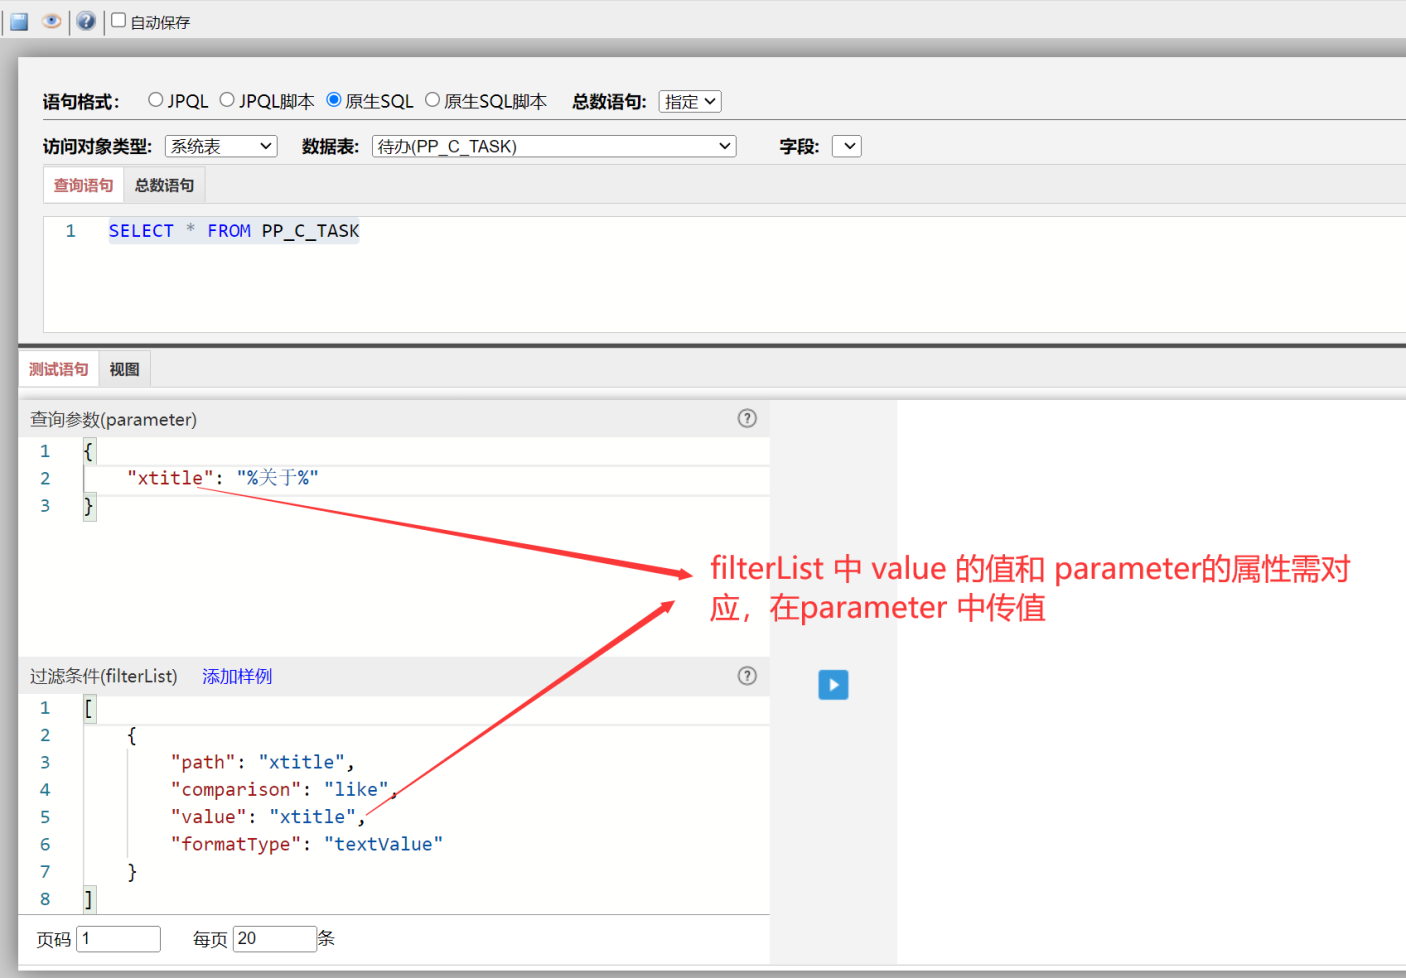 自动保存
语句格式: JPQL JPQL脚本 原生SQL 原生SQL脚本 总数语句: 指定
访问对象类型: 系统表 数据表: 待办(PP_C_TASK) 字段:
查询语句 总数语句
1 SELECT * FROM PP_C_TASK
测试语句 视图
查询参数(parameter) ?
1 {
2 "xtitle": "%关于%"
3 }
filterList 中 value 的值和 parameter的属性需对
应，在parameter 中传值
过滤条件(filterList) 添加样例 ?
1 [
2 {
3 "path": "xtitle",
4 "comparison": "like",
5 "value": "xtitle",
6 "formatType": "textValue"
7 }
8 ]
页码 1 每页 20 条